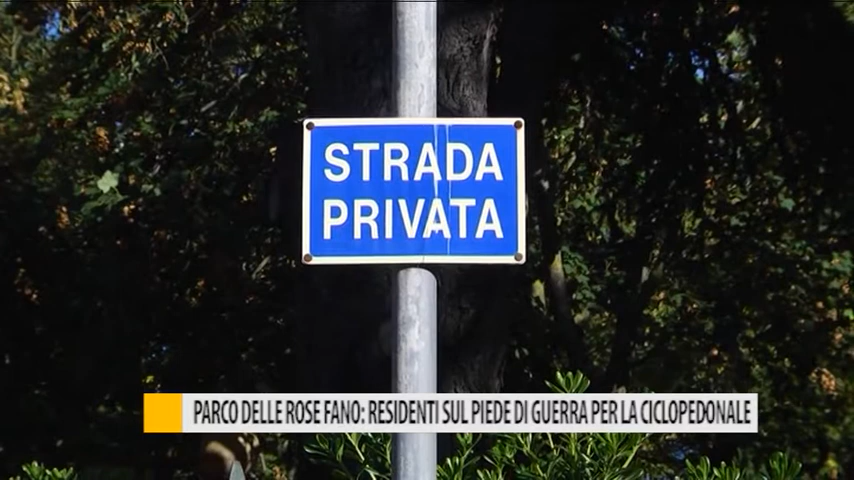 STRADA
PRIVATA
PARCO DELLE ROSE FANO: RESIDENTI SUL PIEDE DI GUERRA PER LA CICLOPEDONALE